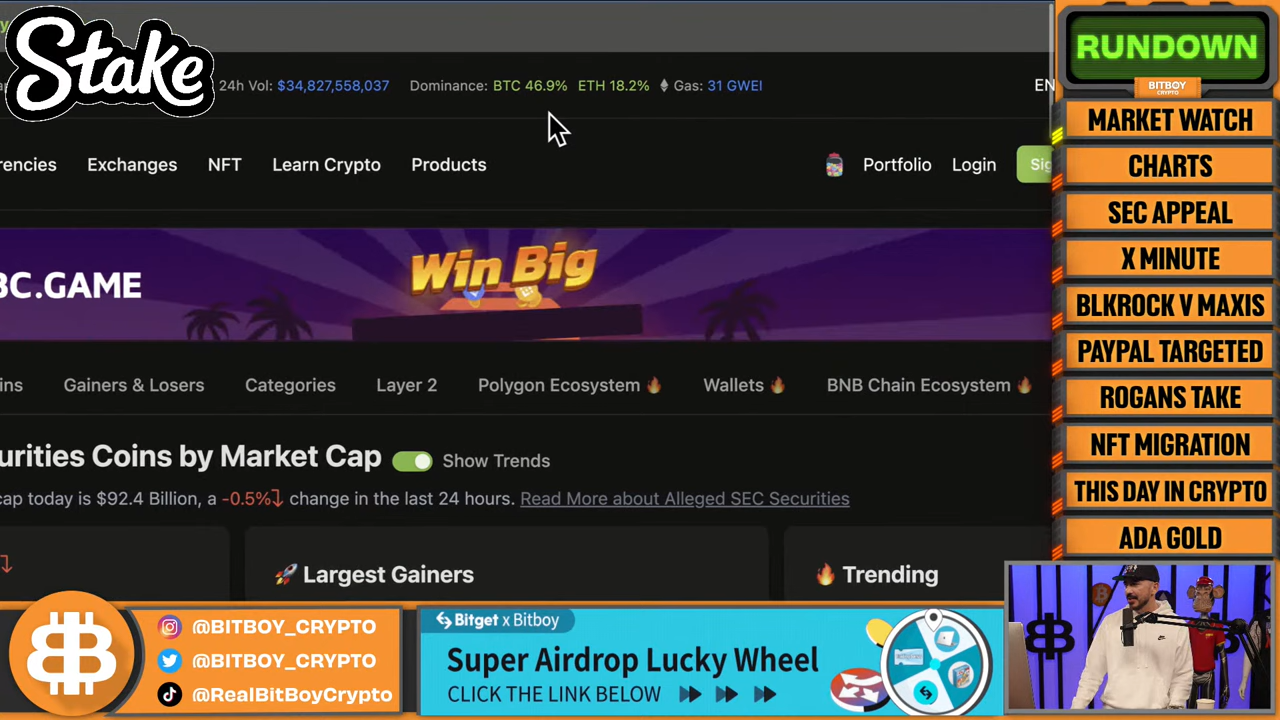 Stake
24h Vol: $34,827,558,037 Dominance: BTC 46.9% ETH 18.2% Gas: 31 GWEI
EN
rencies Exchanges NFT Learn Crypto Products
Portfolio Login Sig
BC.GAME
Win Big
ins Gainers & Losers Categories Layer 2 Polygon Ecosystem Wallets BNB Chain Ecosystem
urities Coins by Market Cap Show Trends
cap today is $92.4 Billion, a -0.5% change in the last 24 hours. Read More about Alleged SEC Securities
Largest Gainers
Trending
RUNDOWN
BITBOY
CRYPTO
MARKET WATCH
CHARTS
SEC APPEAL
X MINUTE
BLKROCK V MAXIS
PAYPAL TARGETED
ROGANS TAKE
NFT MIGRATION
THIS DAY IN CRYPTO
ADA GOLD
@BITBOY_CRYPTO
@BITBOY_CRYPTO
@RealBitBoyCrypto
Bitget x Bitboy
Super Airdrop Lucky Wheel
CLICK THE LINK BELOW